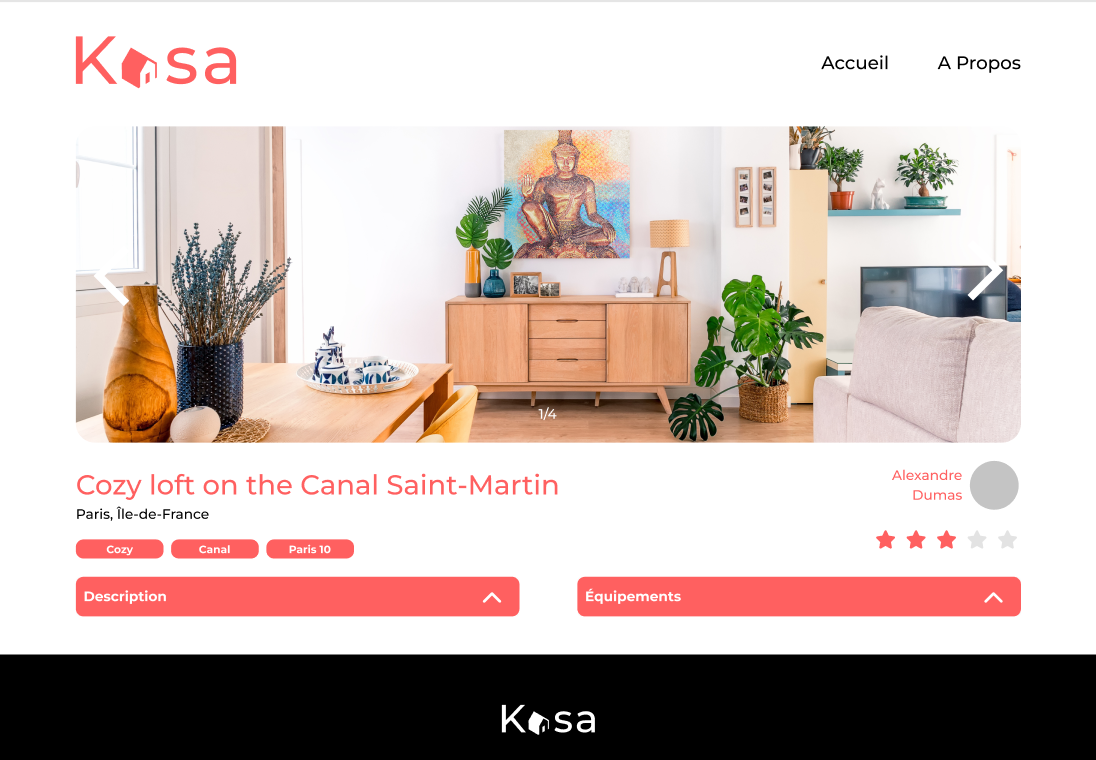 Kasa
Accueil
A Propos
1/4
Cozy loft on the Canal Saint-Martin
Paris, Île-de-France
Alexandre
Dumas
Cozy
Canal
Paris 10
Description
Équipements
Kasa